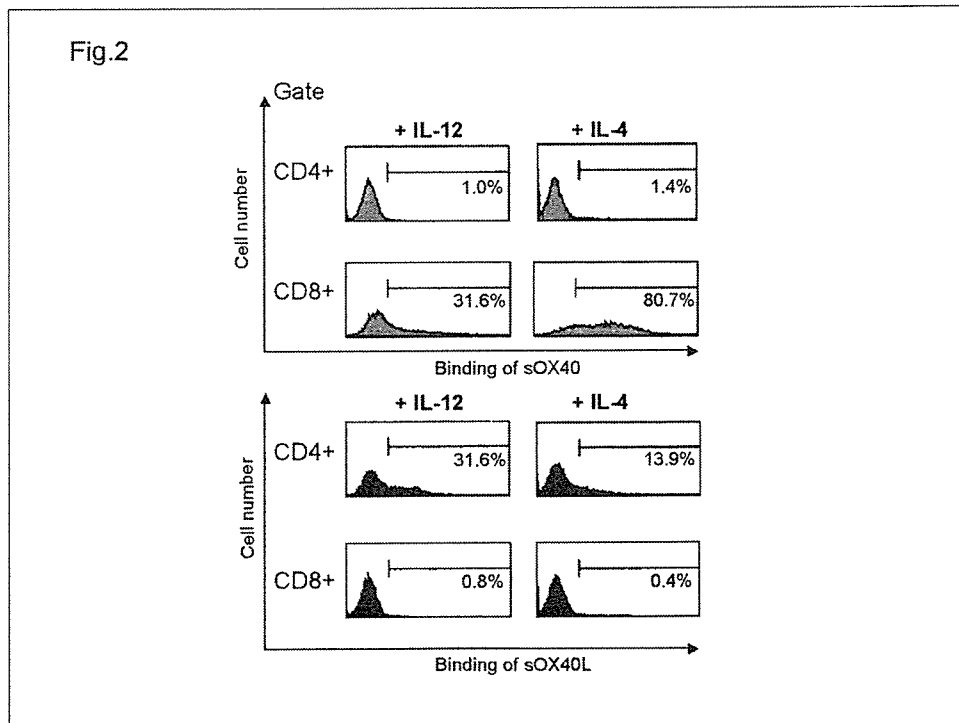 Fig.2
Gate
+ IL-12 + IL-4
CD4+ 1.0% 1.4%
CD8+ 31.6% 80.7%
Cell number
Binding of sOX40
+ IL-12 + IL-4
CD4+ 31.6% 13.9%
CD8+ 0.8% 0.4%
Cell number
Binding of sOX40L